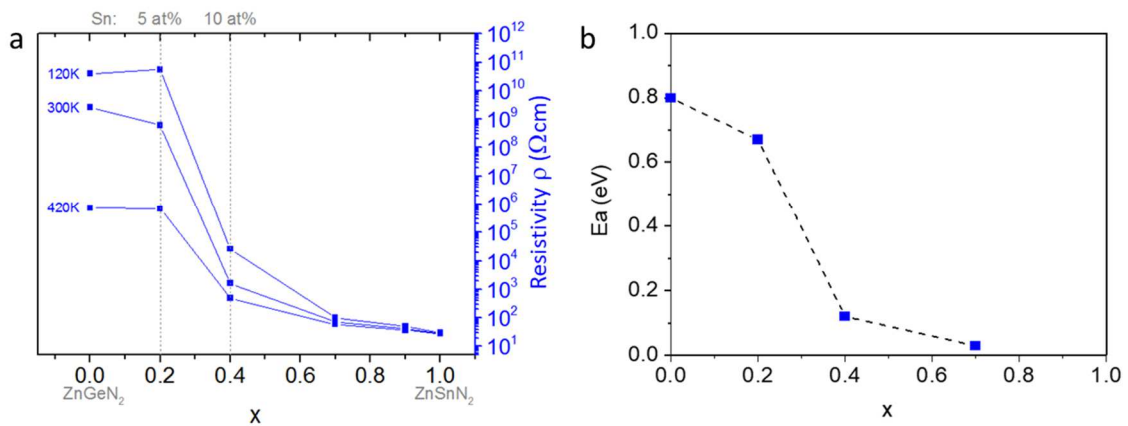 a
Sn: 5 at% 10 at%
120K
300K
420K
10^12
10^11
10^10
10^9
10^8
10^7
10^6
10^5
10^4
10^3
10^2
10^1
Resistivity ρ (Ωcm)
0.0 0.2 0.4 0.6 0.8 1.0
ZnGeN₂ ZnSnN₂
X
b
1.0
0.8
0.6
0.4
0.2
0.0
Ea (eV)
0.0 0.2 0.4 0.6 0.8 1.0
x